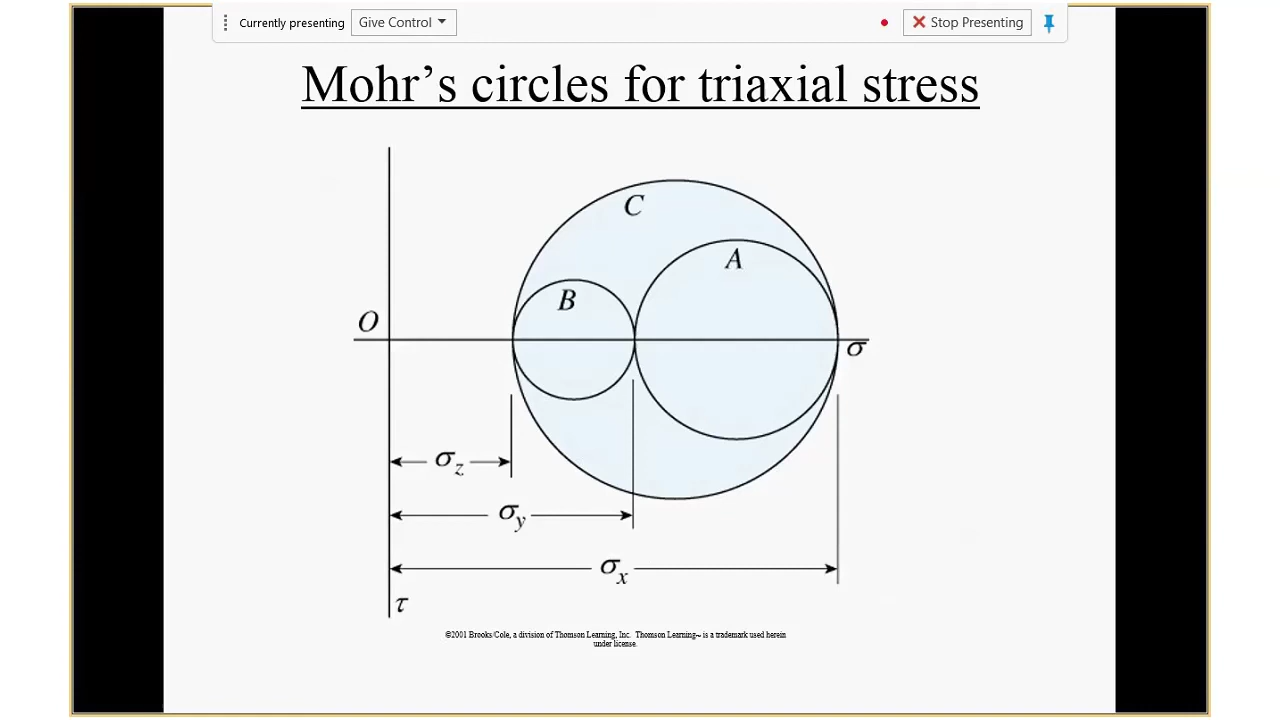 Currently presenting Give Control Stop Presenting
Mohr’s circles for triaxial stress
C
A
B
O
σ
σz
σy
σx
τ
©2001 Brooks/Cole, a division of Thomson Learning, Inc. Thomson Learning™ is a trademark used herein
under license.